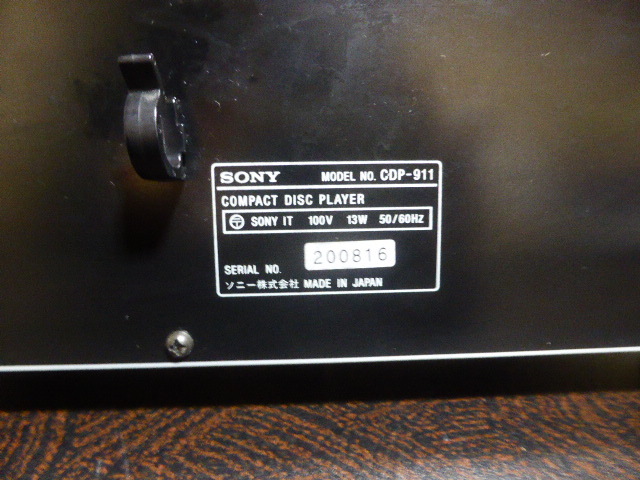 SONY MODEL NO. CDP-911
COMPACT DISC PLAYER
〒 SONY IT 100V 13W 50/60Hz
SERIAL NO. 200816
ソニー株式会社 MADE IN JAPAN